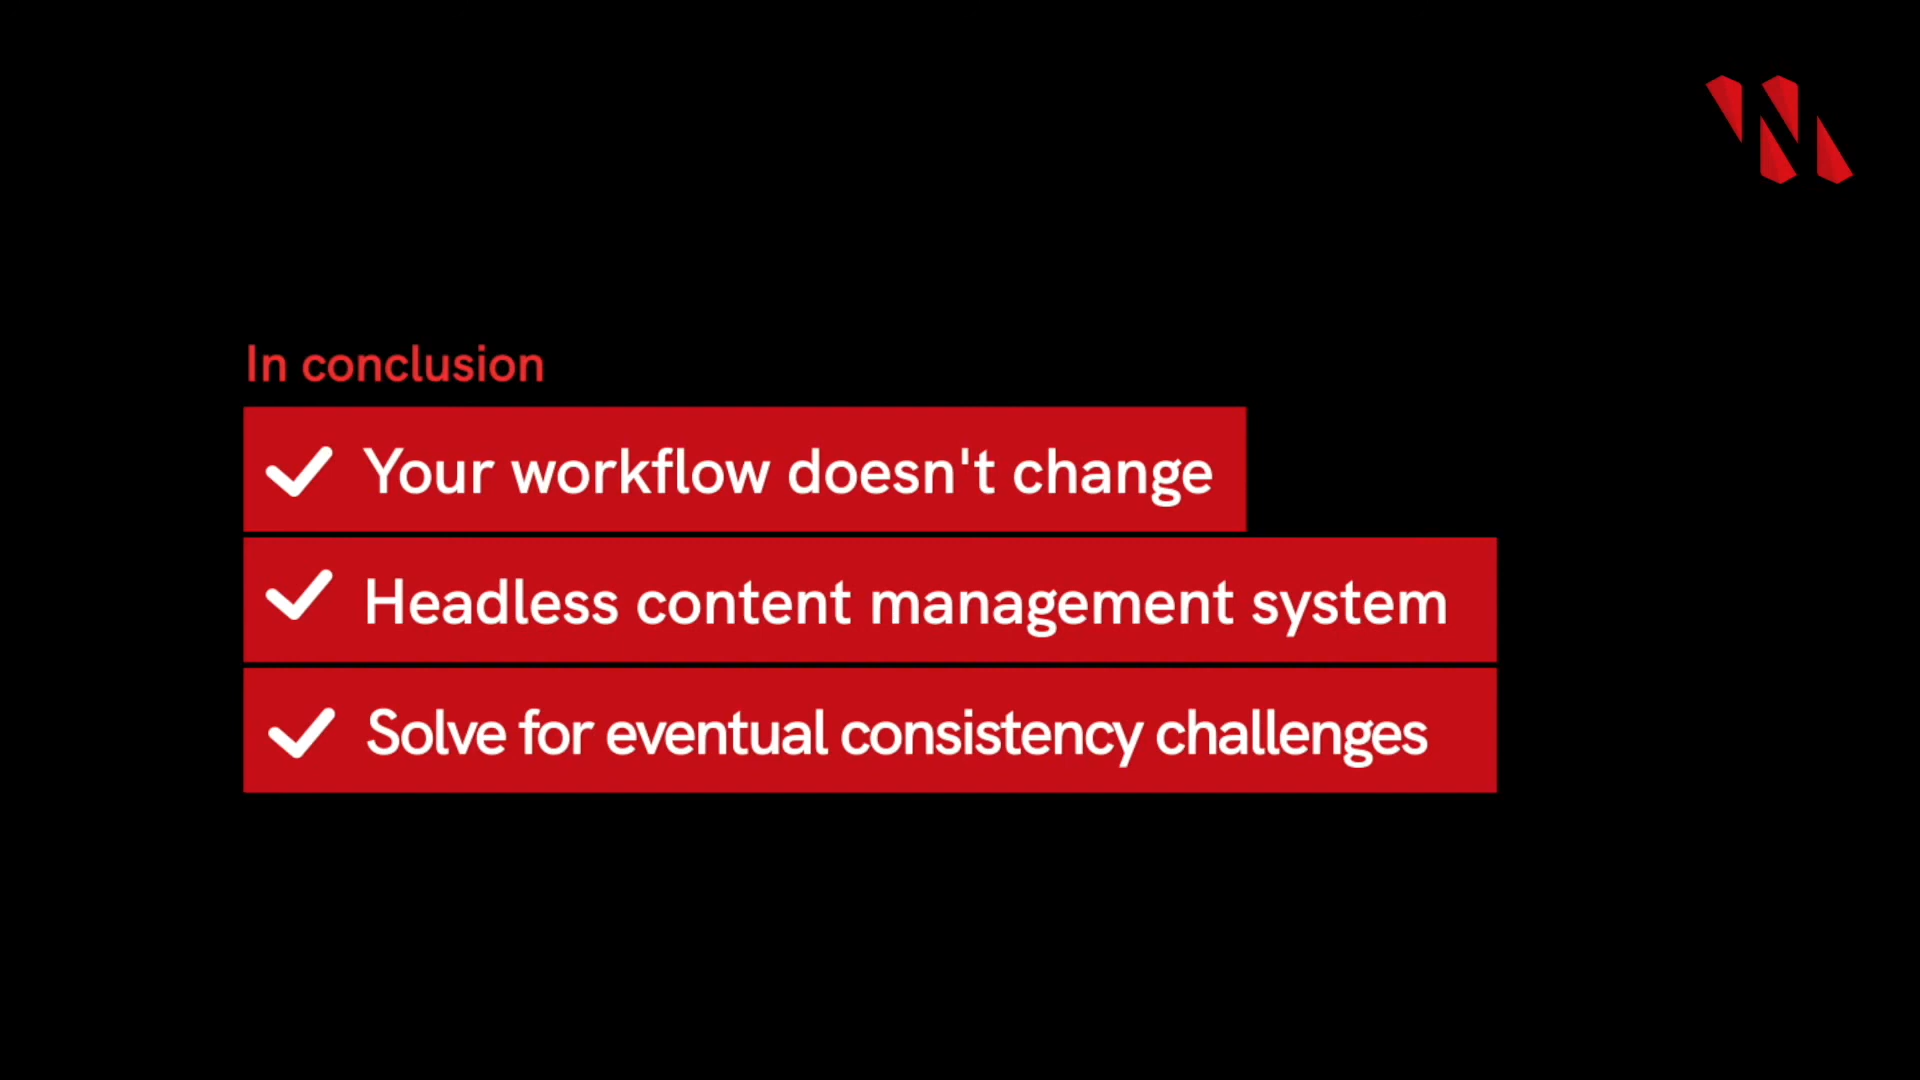 In conclusion
Your workflow doesn't change
Headless content management system
Solve for eventual consistency challenges